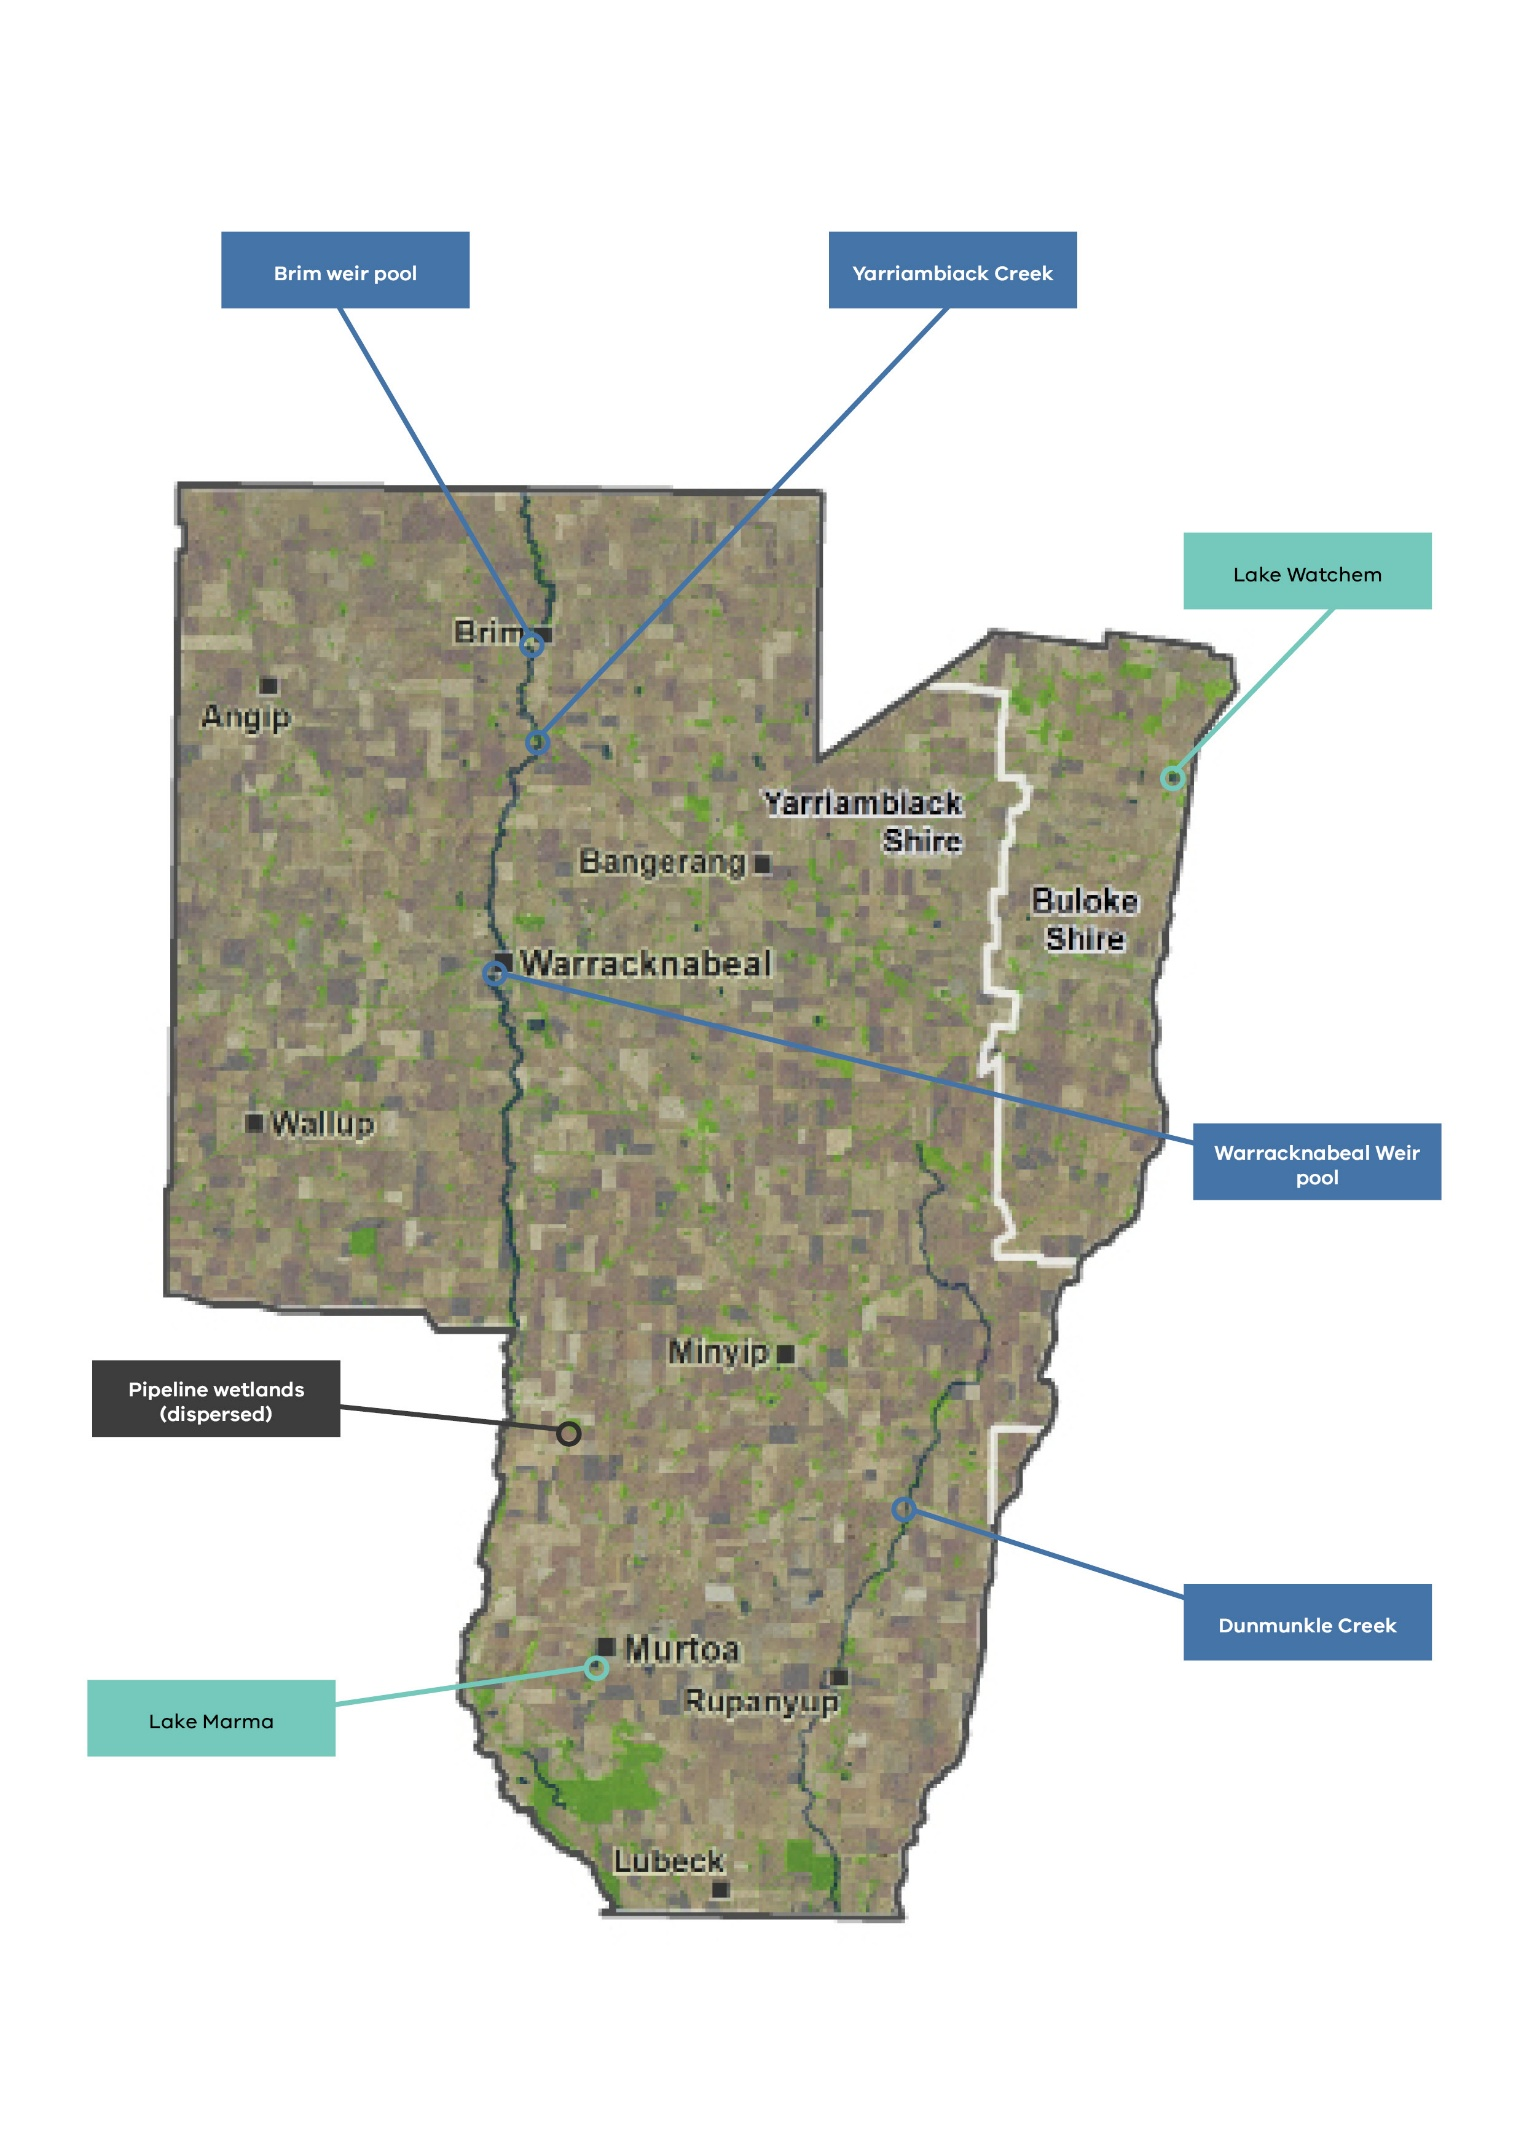 Brim weir pool
Yarriambiack Creek
Lake Watchem
Brim
Angip
Yarriambiack
Shire
Bangerang
Buloke
Shire
Warracknabeal
Wallup
Warracknabeal Weir
pool
Minyip
Pipeline wetlands
(dispersed)
Dunmunkle Creek
Murtoa
Rupanyup
Lake Marma
Lubeck